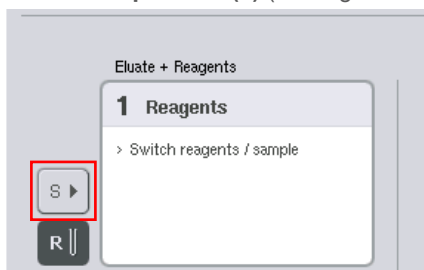 Eluate + Reagents
1 Reagents
> Switch reagents / sample
S
R